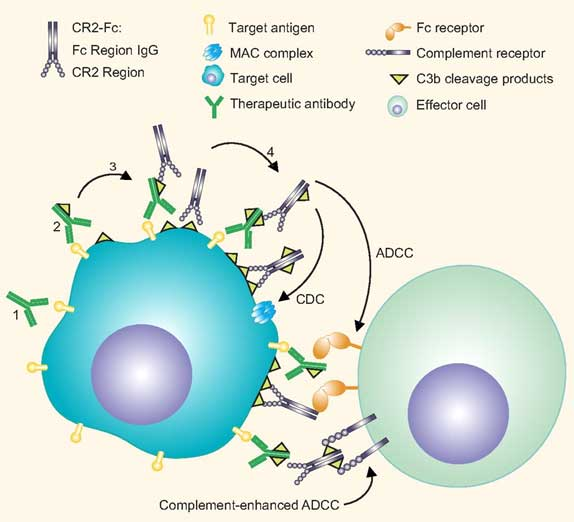 CR2-Fc:
Fc Region IgG
CR2 Region
Target antigen
MAC complex
Target cell
Therapeutic antibody
Fc receptor
Complement receptor
C3b cleavage products
Effector cell
3
4
2
ADCC
1
CDC
Complement-enhanced ADCC